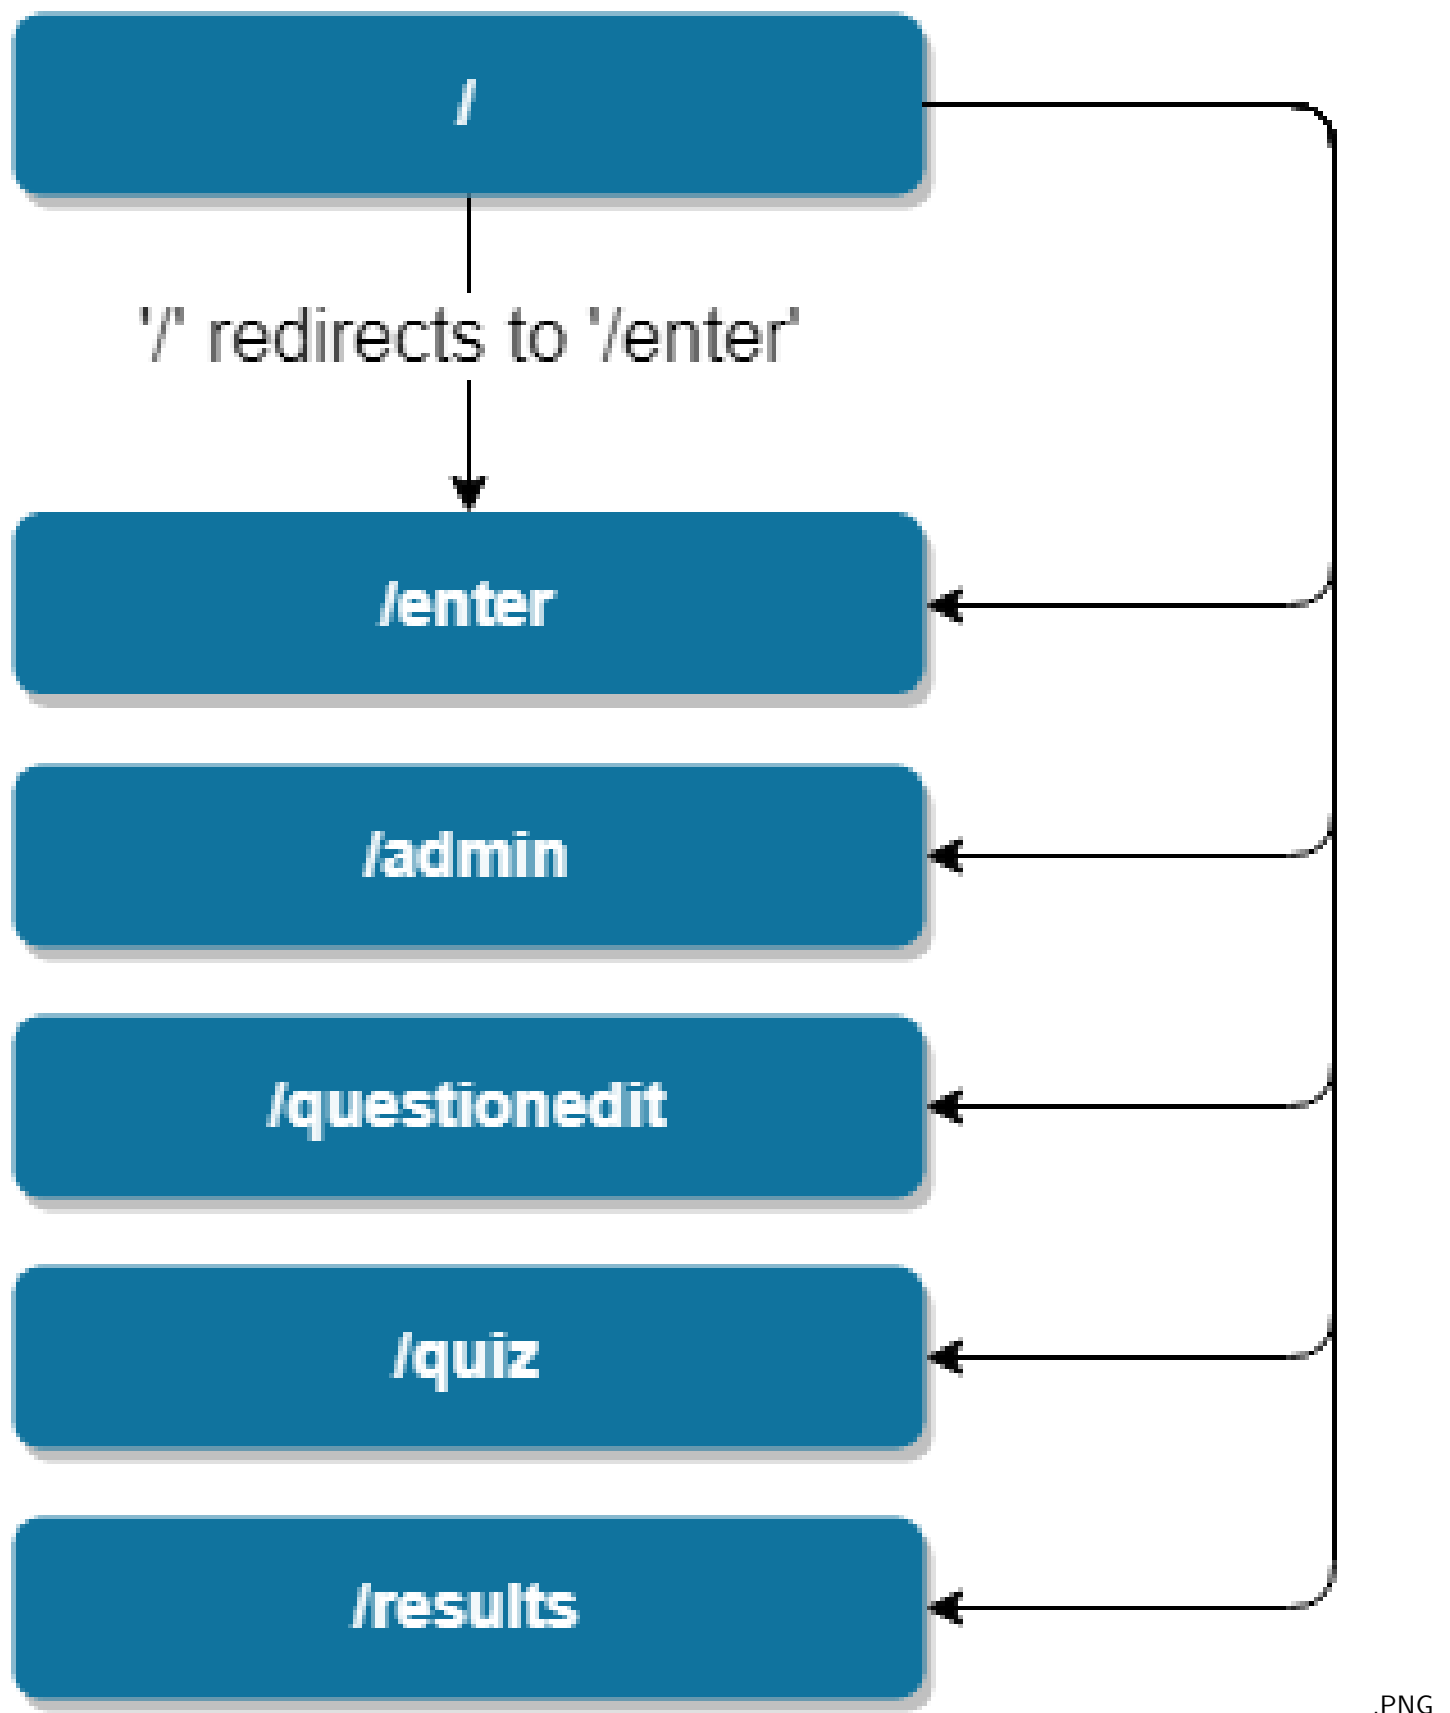 /
'/' redirects to '/enter'
/enter
/admin
/questionedit
/quiz
/results
.PNG